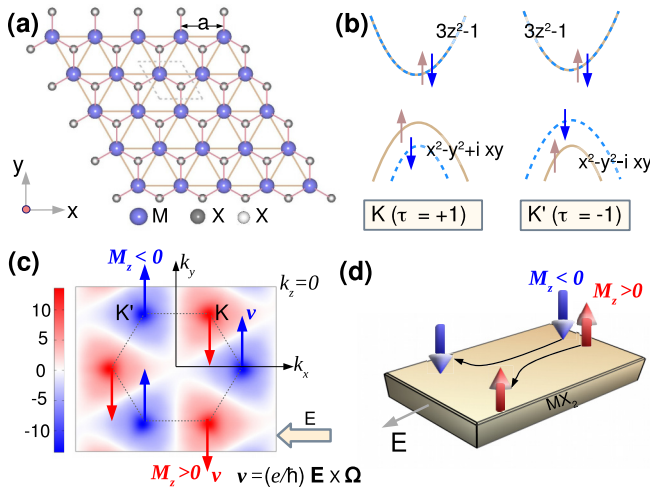 (a)
a
y
x
M X X
(b)
3z²-1 3z²-1
x²-y²+i xy x²-y²-i xy
K (τ = +1) K' (τ = -1)
(c)
M_z < 0
k_y
k_z=0
K' K
v
k_x
10
5
0
-5
-10
E
M_z >0 v v =(e/ħ) E x Ω
(d)
M_z < 0
M_z >0
MX₂
E